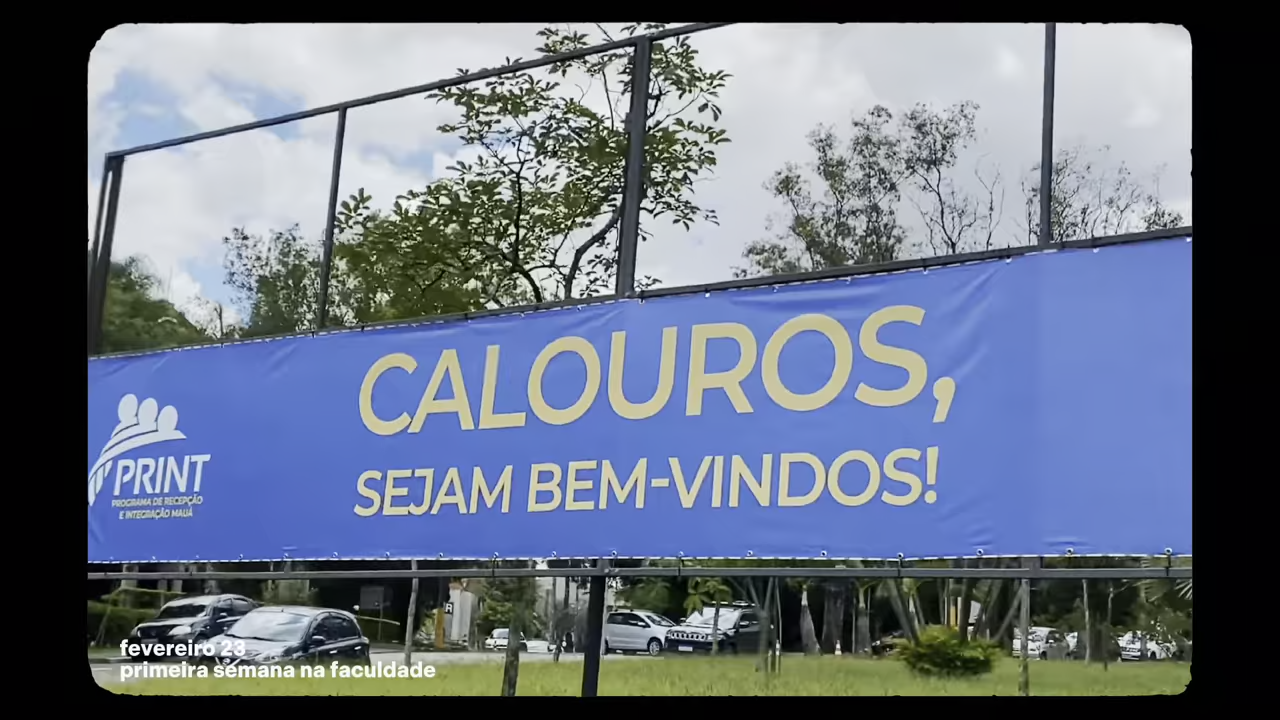 CALOUROS,
SEJAM BEM-VINDOS!
PRINT
PROGRAMA DE RECEPÇÃO
E INTEGRAÇÃO MAUÁ
fevereiro 23
primeira semana na faculdade